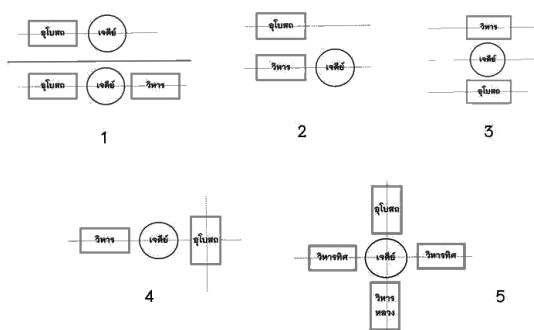 อุโบสถ เจดีย์
อุโบสถ เจดีย์ วิหาร
1
อุโบสถ
วิหาร เจดีย์
2
วิหาร
เจดีย์
อุโบสถ
3
วิหาร เจดีย์ อุโบสถ
4
อุโบสถ
วิหารทิศ เจดีย์ วิหารทิศ
วิหาร
หลวง
5